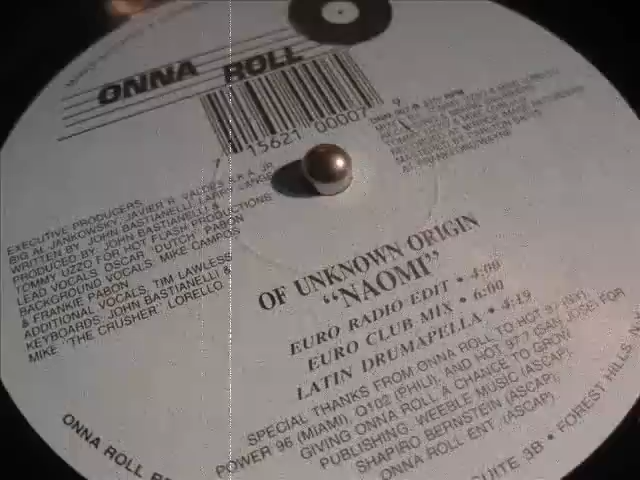 ONNA ROLL
15621 00007 9
EXECUTIVE PRODUCERS
BIG AL JANKOWSKY, JAVIER R. VALDES S.P.A. JR.
WRITTEN BY: JOHN BASTIANELLI, LARRY LANGE
PRODUCED BY: JOHN BASTIANELLI &
TOMMY UZZO FOR HOT FLASH PRODUCTIONS
LEAD VOCALS: OSCAR "DUTCH" PABON
BACKGROUND VOCALS: MIKE CAMPOS
& FRANKIE PABON
ADDITIONAL VOCALS: TIM LAWLESS
KEYBOARDS: JOHN BASTIANELLI &
MIKE "THE CRUSHER" LORELLO
OF UNKNOWN ORIGIN
"NAOMI"
EURO RADIO EDIT • 4:00
EURO CLUB MIX • 6:00
LATIN DRUMAPELLA • 4:19
SPECIAL THANKS FROM ONNA ROLL TO HOT 97 (NY),
POWER 96 (MIAMI), Q102 (PHIL), AND HOT 97.7 (SAN JOSE) FOR
GIVING ONNA ROLL A CHANCE TO GROW
PUBLISHING: WEEBLE MUSIC (ASCAP),
SHAPIRO BERNSTEIN (ASCAP),
ONNA ROLL ENT. (ASCAP).
ONNA ROLL
SUITE 3B • FOREST HILLS, N.Y.